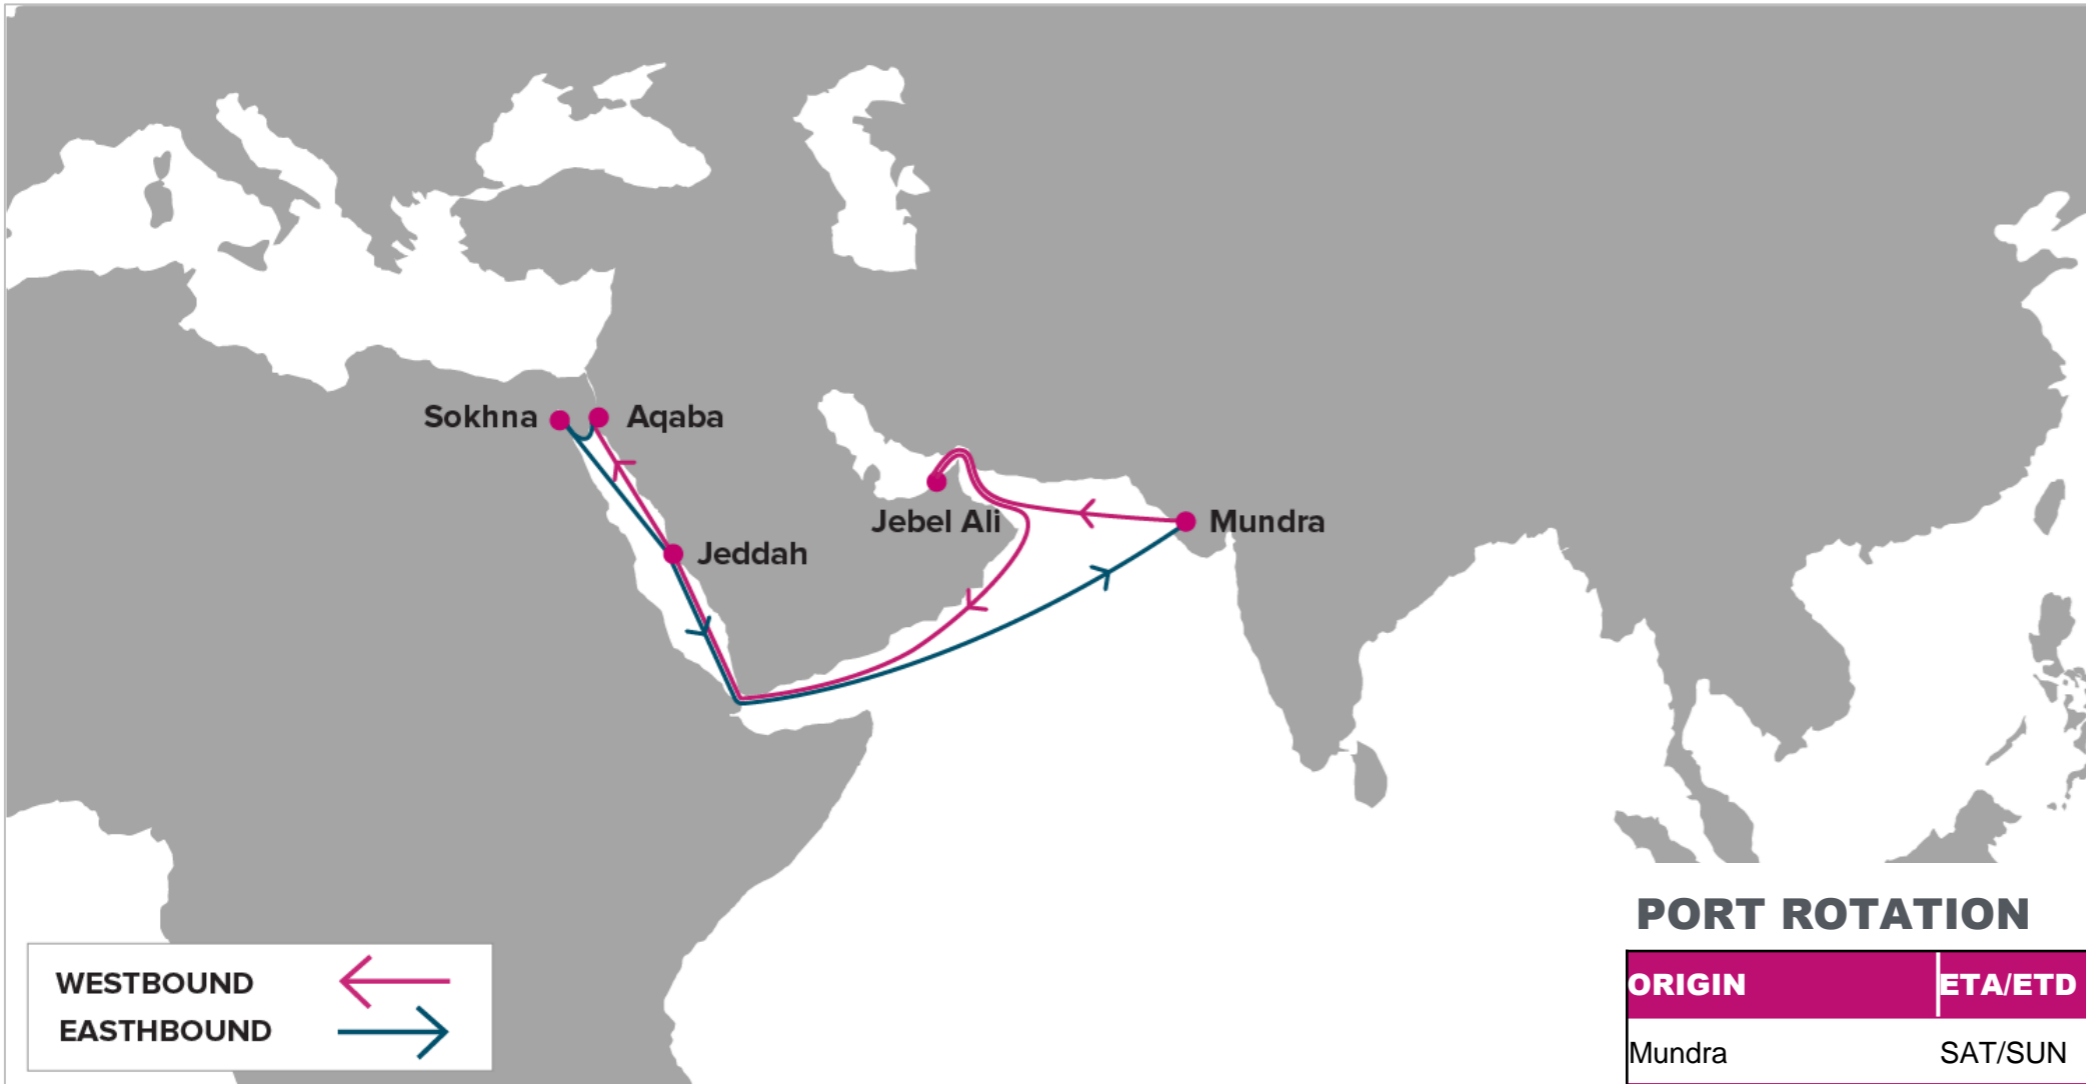 Sokhna
Aqaba
Jebel Ali
Mundra
Jeddah
PORT ROTATION
ORIGIN ETA/ETD
Mundra SAT/SUN
WESTBOUND
EASTHBOUND